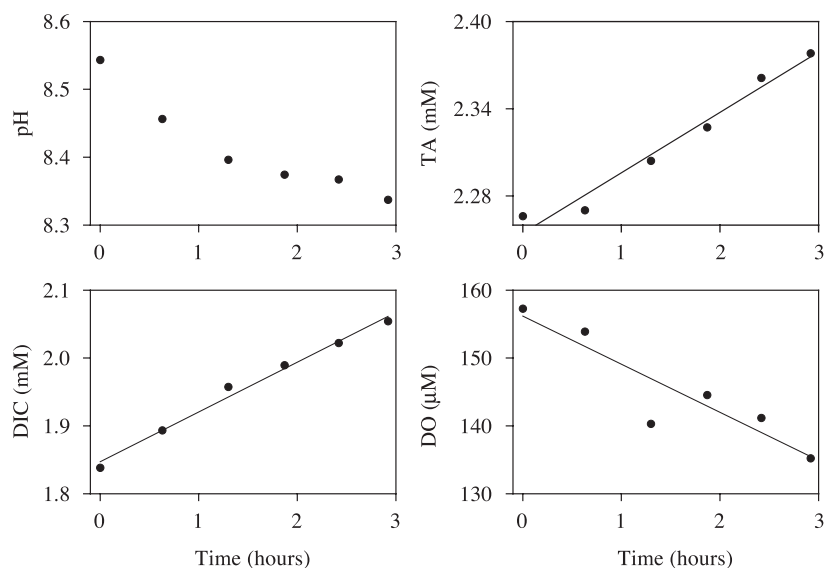 8.6
8.5
8.4
8.3
pH
0 1 2 3
2.40
2.34
2.28
TA (mM)
0 1 2 3
2.1
2.0
1.9
1.8
DIC (mM)
0 1 2 3
Time (hours)
160
150
140
130
DO (µM)
0 1 2 3
Time (hours)